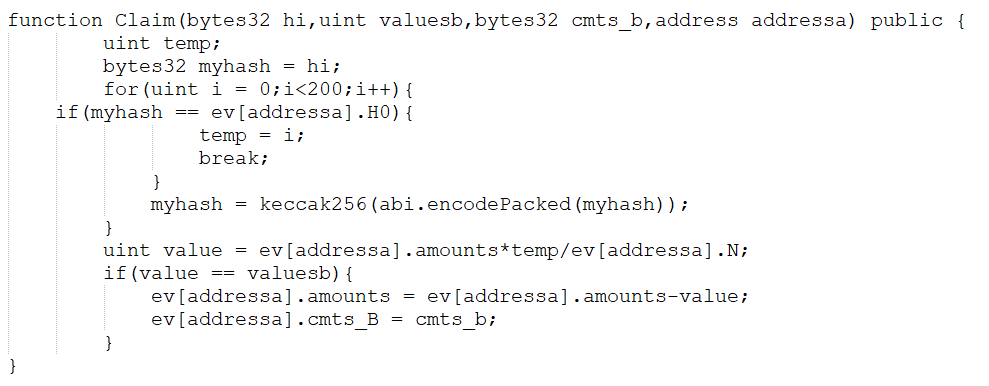 function Claim(bytes32 hi,uint valuesb,bytes32 cmts_b,address addressa) public {
        uint temp;
        bytes32 myhash = hi;
        for(uint i = 0;i<200;i++){
    if(myhash == ev[addressa].H0){
                temp = i;
                break;
            }
            myhash = keccak256(abi.encodePacked(myhash));
        }
        uint value = ev[addressa].amounts*temp/ev[addressa].N;
        if(value == valuesb){
            ev[addressa].amounts = ev[addressa].amounts-value;
            ev[addressa].cmts_B = cmts_b;
        }
}